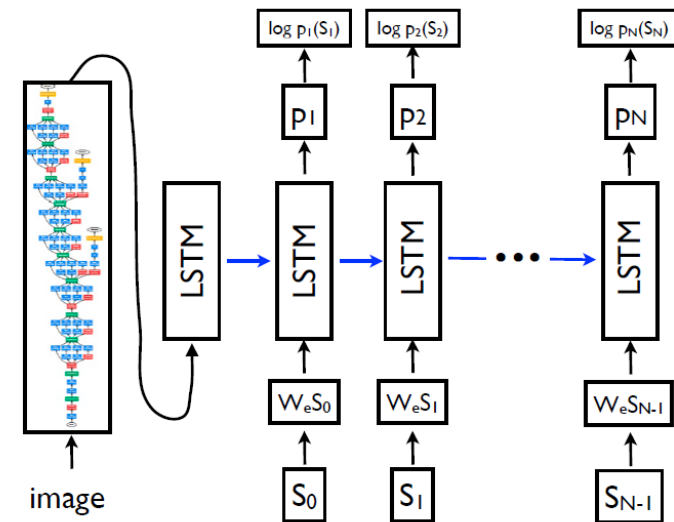 log p₁(S₁) log p₂(S₂) log pN(SN)
p₁ p₂ pN
LSTM LSTM LSTM ••• LSTM
WₑS₀ WₑS₁ WₑSN-1
image S₀ S₁ SN-1